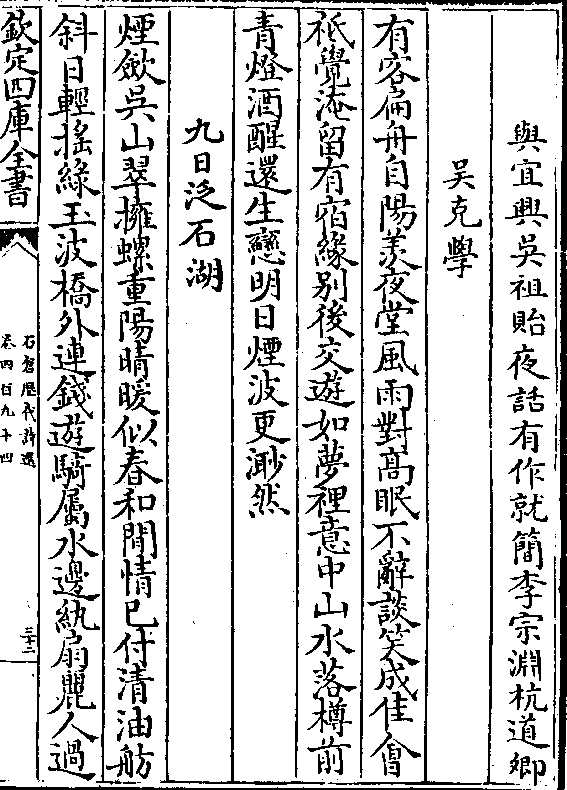 與宜興吳祖貽夜話有作就簡李宗淵杭道卿
吳克學
有客扁舟自陽羨夜堂風雨對高眠不辭談笑成佳會
祇覺淹留有宿緣別後交遊如夢裡意中山水落樽前
青燈酒醒還生戀明日煙波更渺然
九日泛石湖
煙斂吳山翠擁螺重陽晴暖似春和閒情已付清油舫
斜日輕揺綠玉波橋外連錢遊騎屬水邊紈扇麗人過
欽定四庫全書
石倉歷代詩選
卷四百九十四
三十二